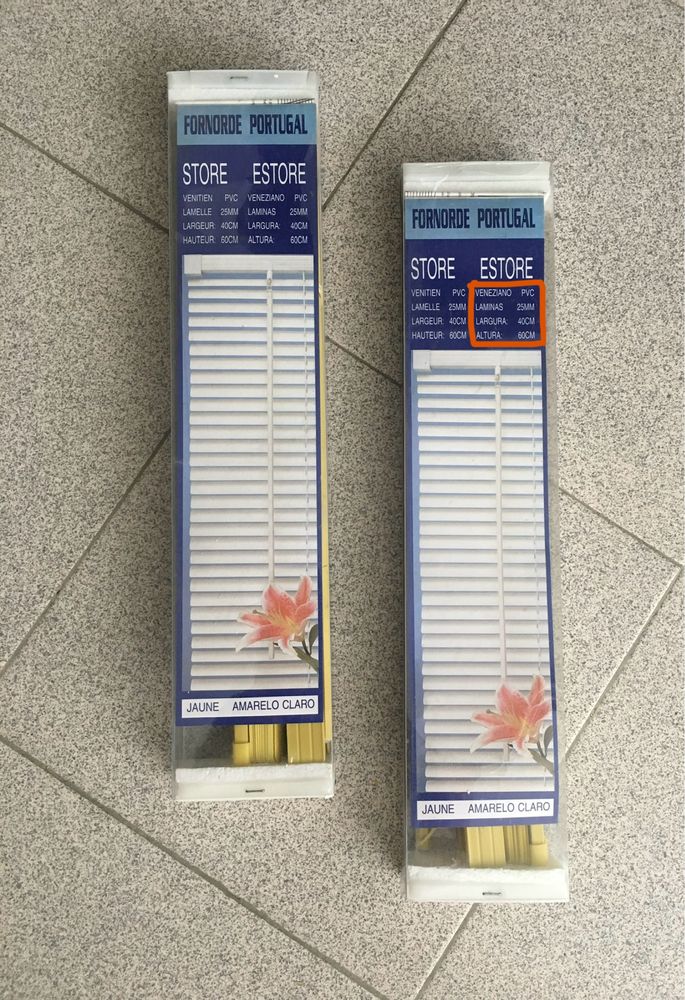 FORNORDE PORTUGAL
STORE ESTORE
VENITIEN PVC VENEZIANO PVC
LAMELLE 25MM LAMINAS 25MM
LARGEUR: 40CM LARGURA: 40CM
HAUTEUR: 60CM ALTURA: 60CM
JAUNE AMARELO CLARO
FORNORDE PORTUGAL
STORE ESTORE
VENITIEN PVC VENEZIANO PVC
LAMELLE 25MM LAMINAS 25MM
LARGEUR: 40CM LARGURA: 40CM
HAUTEUR: 60CM ALTURA: 60CM
JAUNE AMARELO CLARO